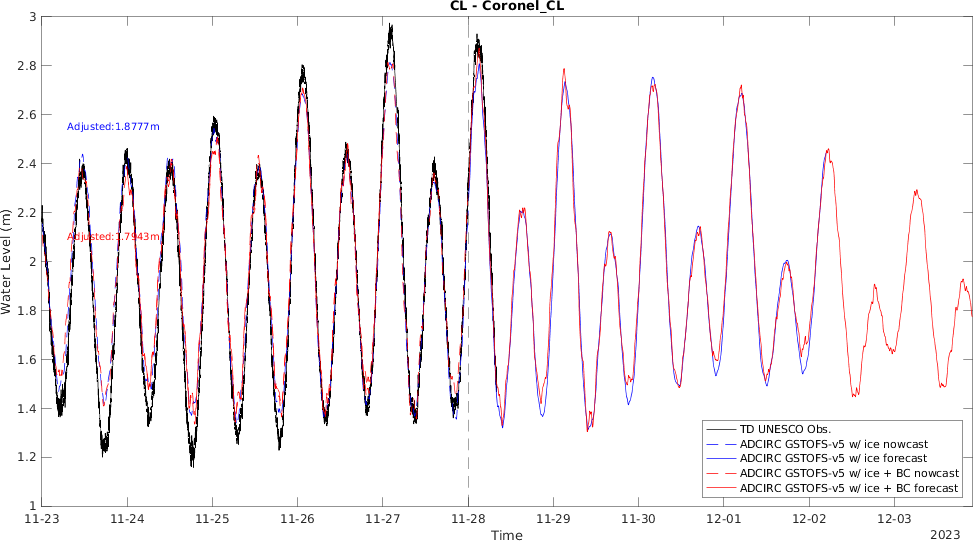 CL - Coronel_CL
3
2.8
2.6
2.4
2.2
2
1.8
1.6
1.4
1.2
1
Water Level (m)
Adjusted:1.8777m
Adjusted:1.7943m
TD UNESCO Obs.
ADCIRC GSTOFS-v5 w/ ice nowcast
ADCIRC GSTOFS-v5 w/ ice forecast
ADCIRC GSTOFS-v5 w/ ice + BC nowcast
ADCIRC GSTOFS-v5 w/ ice + BC forecast
11-23 11-24 11-25 11-26 11-27 11-28 11-29 11-30 12-01 12-02 12-03
Time
2023